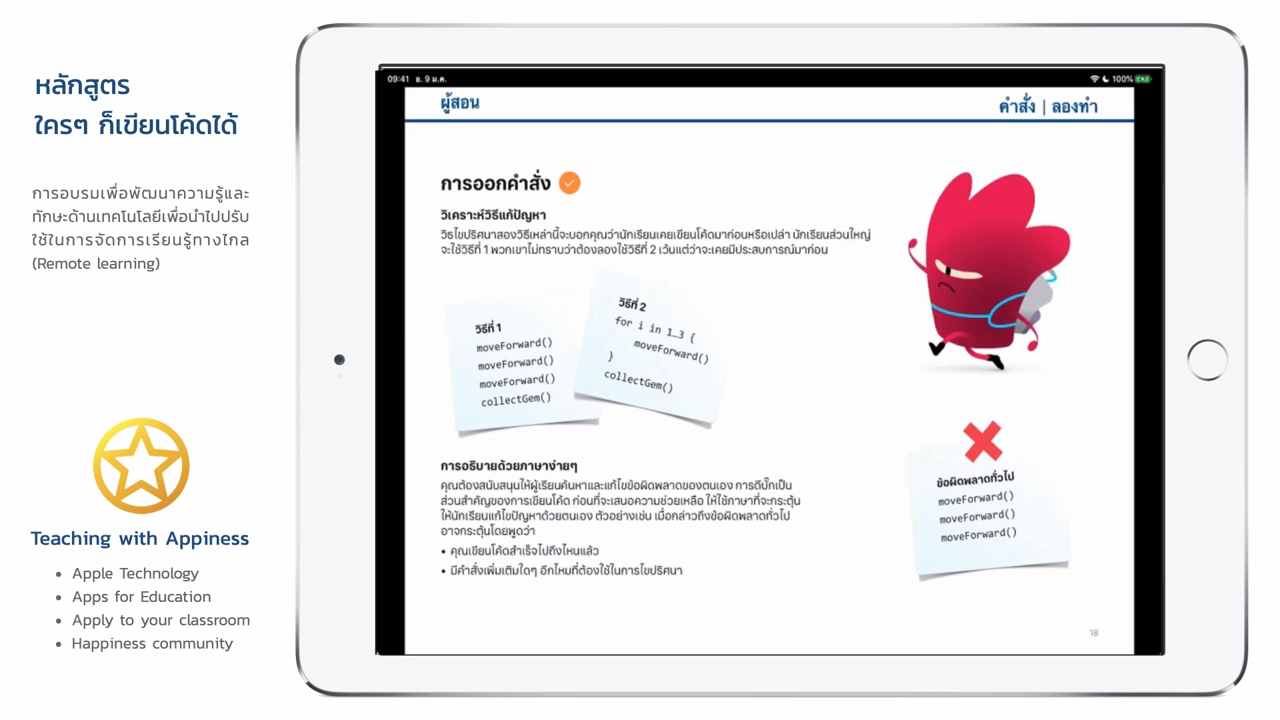 หลักสูตร
ใครๆ ก็เขียนโค้ดได้
การอบรมเพื่อพัฒนาความรู้และ
ทักษะด้านเทคโนโลยีเพื่อนำไปปรับ
ใช้ในการจัดการเรียนรู้ทางไกล
(Remote learning)
Teaching with Appiness
• Apple Technology
• Apps for Education
• Apply to your classroom
• Happiness community
09:41 อ. 9 ม.ค.
100%
ผู้สอน
คำสั่ง | ลองทำ
การออกคำสั่ง
วิเคราะห์วิธีแก้ปัญหา
วิธไขปริศนาสองวิธีเหล่านี้จะบอกคุณว่านักเรียนเคยเขียนโค้ดมาก่อนหรือเปล่า นักเรียนส่วนใหญ่
จะใช้วิธีที่ 1 พวกเขาไม่ทราบว่าต้องลองใช้วิธีที่ 2 เว้นแต่ว่าจะเคยมีประสบการณ์มาก่อน
วิธีที่ 1
moveForward()
moveForward()
moveForward()
collectGem()
วิธีที่ 2
for i in 1…3 {
moveForward()
}
collectGem()
การอธิบายด้วยภาษาง่ายๆ
คุณต้องสนับสนุนให้ผู้เรียนค้นหาและแก้ไขข้อผิดพลาดของตนเอง การดีบั๊กเป็น
ส่วนสำคัญของการเขียนโค้ด ก่อนที่จะเสนอความช่วยเหลือ ให้ใช้ภาษาที่จะกระตุ้น
ให้นักเรียนแก้ไขปัญหาด้วยตนเอง ตัวอย่างเช่น เมื่อกล่าวถึงข้อผิดพลาดทั่วไป
อาจกระตุ้นโดยพูดว่า
• คุณเขียนโค้ดสำเร็จไปถึงไหนแล้ว
• มีคำสั่งเพิ่มเติมใดๆ อีกไหมที่ต้องใช้ในการไขปริศนา
ข้อผิดพลาดทั่วไป
moveForward()
moveForward()
moveForward()
18